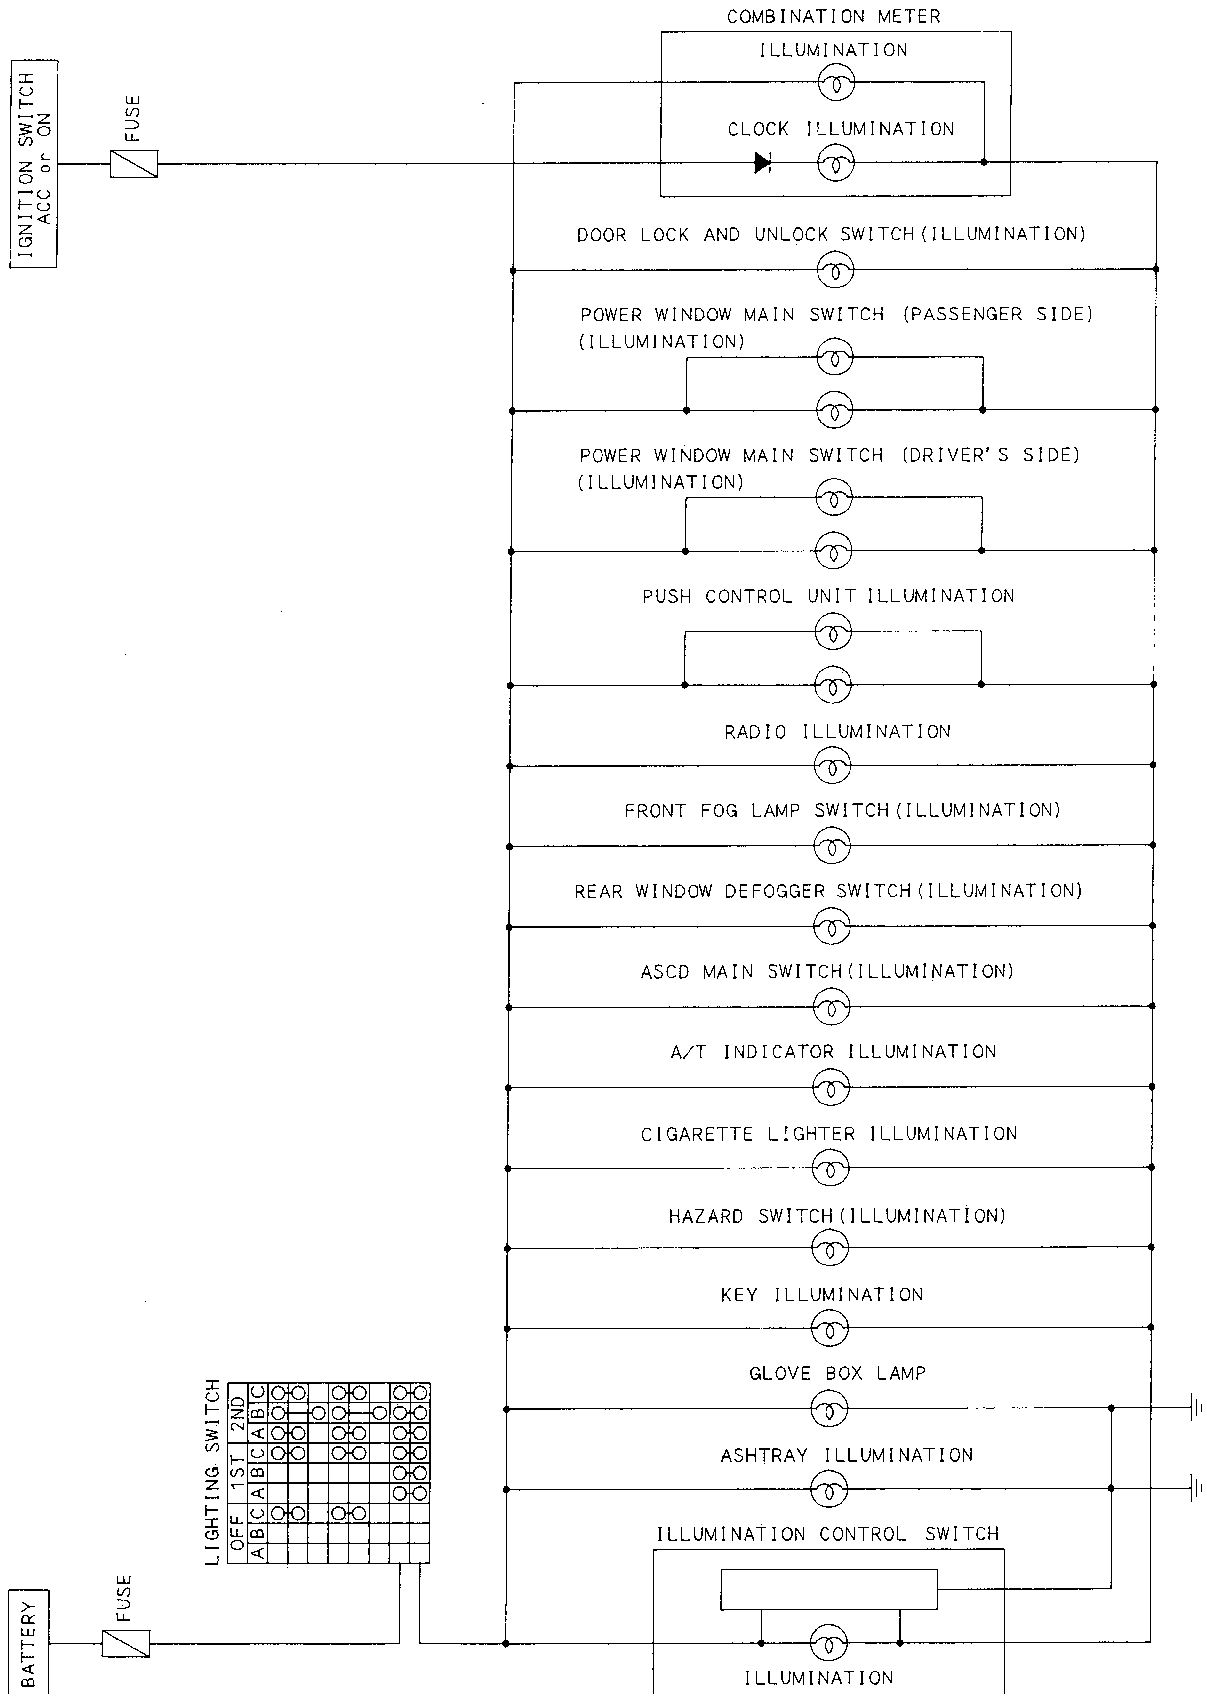 COMBINATION METER
ILLUMINATION
IGNITION SWITCH
ACC or ON
FUSE
CLOCK ILLUMINATION
DOOR LOCK AND UNLOCK SWITCH(ILLUMINATION)
POWER WINDOW MAIN SWITCH (PASSENGER SIDE)
(ILLUMINATION)
POWER WINDOW MAIN SWITCH (DRIVER'S SIDE)
(ILLUMINATION)
PUSH CONTROL UNIT ILLUMINATION
RADIO ILLUMINATION
FRONT FOG LAMP SWITCH(ILLUMINATION)
REAR WINDOW DEFOGGER SWITCH(ILLUMINATION)
ASCD MAIN SWITCH(ILLUMINATION)
A/T INDICATOR ILLUMINATION
CIGARETTE LIGHTER ILLUMINATION
HAZARD SWITCH(ILLUMINATION)
KEY ILLUMINATION
GLOVE BOX LAMP
ASHTRAY ILLUMINATION
LIGHTING SWITCH
OFF 1ST 2ND
A B C A B C A B C
ILLUMINATION CONTROL SWITCH
ILLUMINATION
FUSE
BATTERY